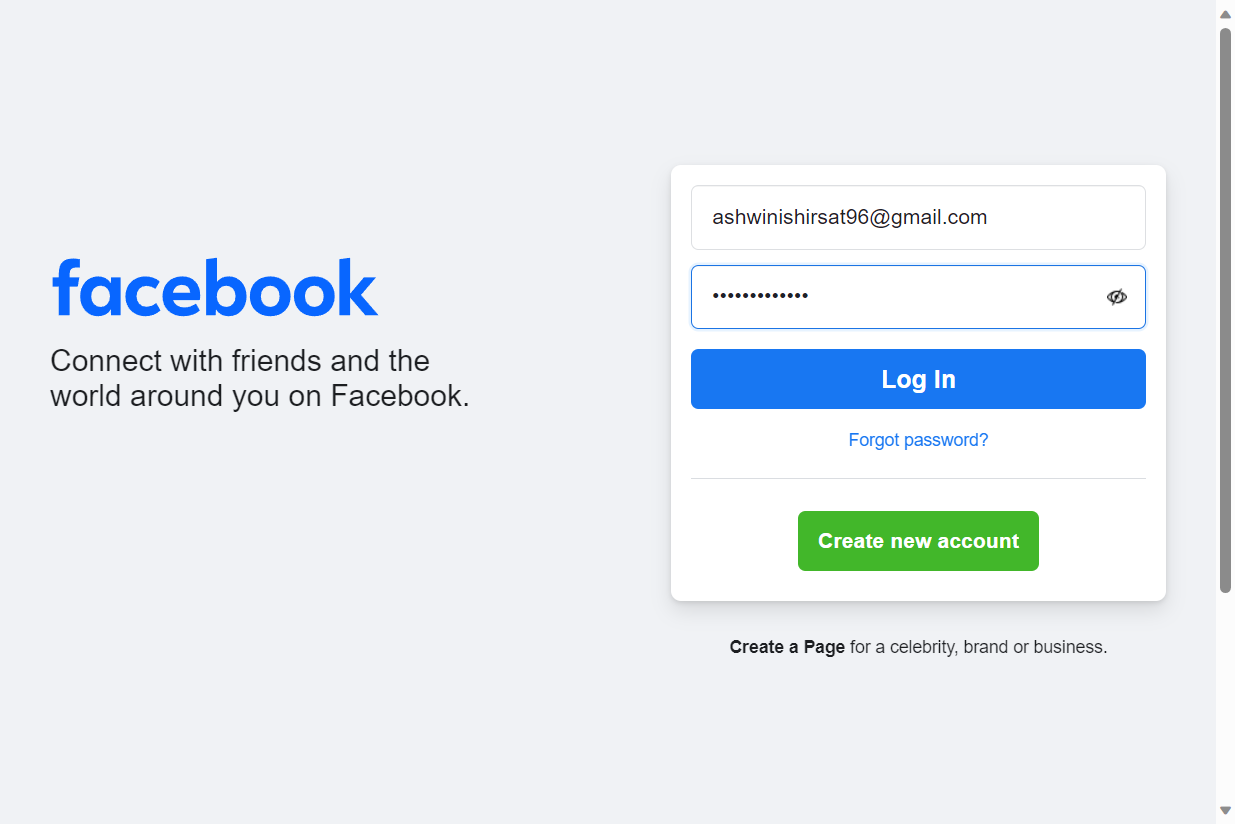 facebook
Connect with friends and the
world around you on Facebook.
ashwinishirsat96@gmail.com
•••••••••••••
Log In
Forgot password?
Create new account
Create a Page for a celebrity, brand or business.